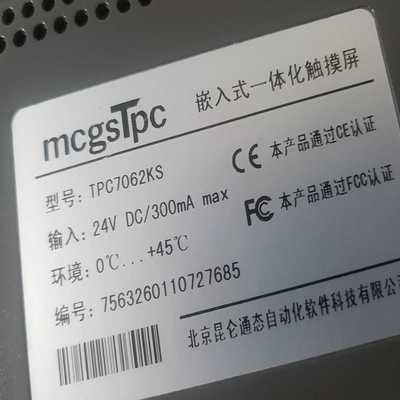 mcgsTpc 嵌入式一体化触摸屏
型号: TPC7062KS
输入: 24V DC/300mA max
CE 本产品通过CE认证
环境: 0℃...+45℃
FC 本产品通过FCC认证
编号: 7563260110727685
北京昆仑通态自动化软件科技有限公